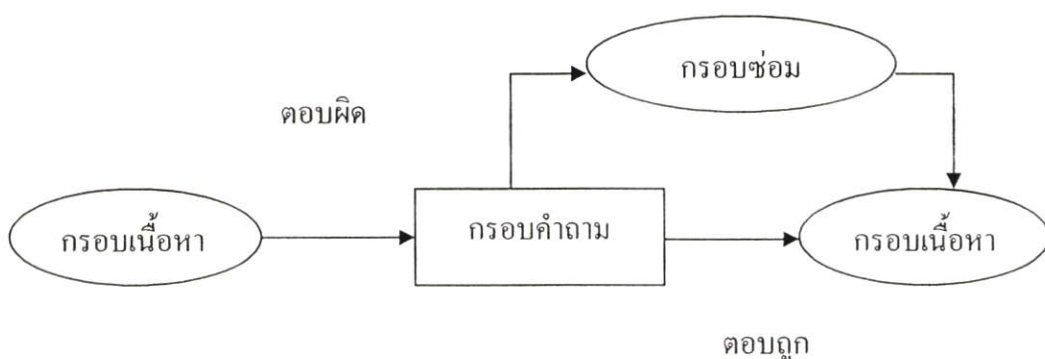 กรอบซ่อม
ตอบผิด
กรอบเนื้อหา
กรอบคำถาม
กรอบเนื้อหา
ตอบถูก